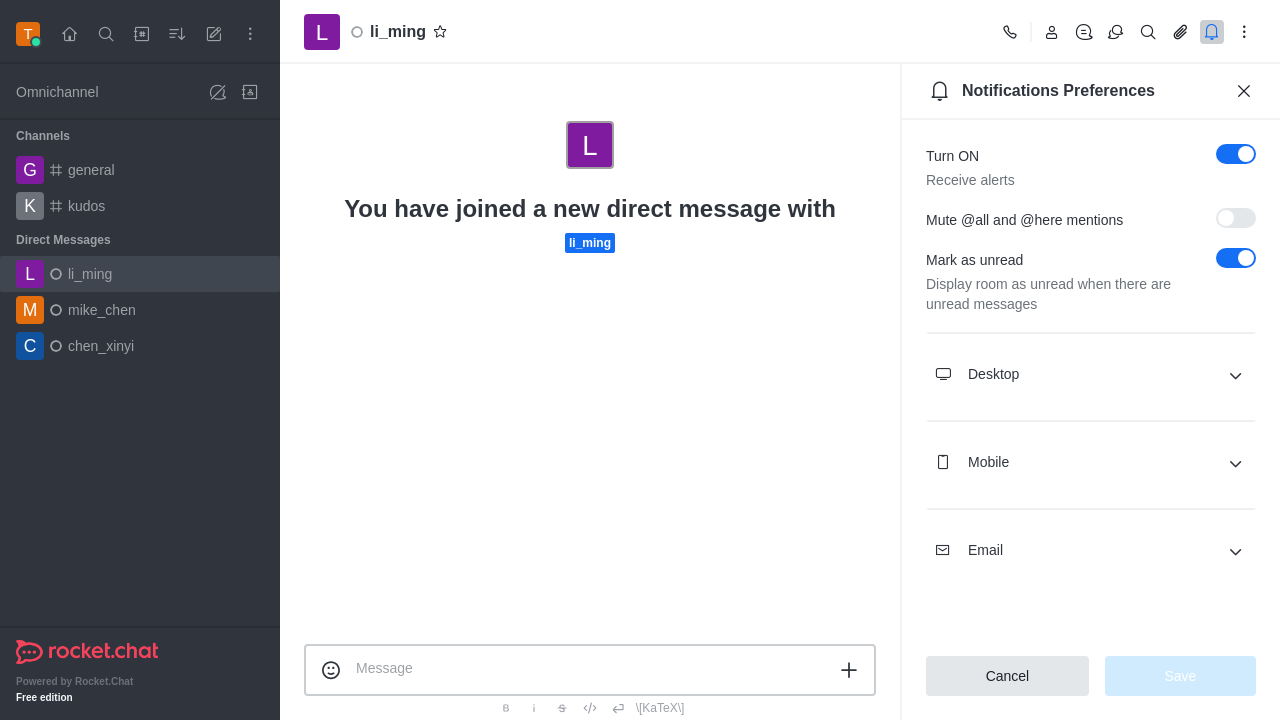 T
Omnichannel
Channels
G general
K kudos
Direct Messages
L li_ming
M mike_chen
C chen_xinyi
rocket.chat
Powered by Rocket.Chat
Free edition
L li_ming
L
You have joined a new direct message with
li_ming
Message
\[KaTeX\]
Notifications Preferences
Turn ON
Receive alerts
Mute @all and @here mentions
Mark as unread
Display room as unread when there are
unread messages
Desktop
Mobile
Email
Cancel Save